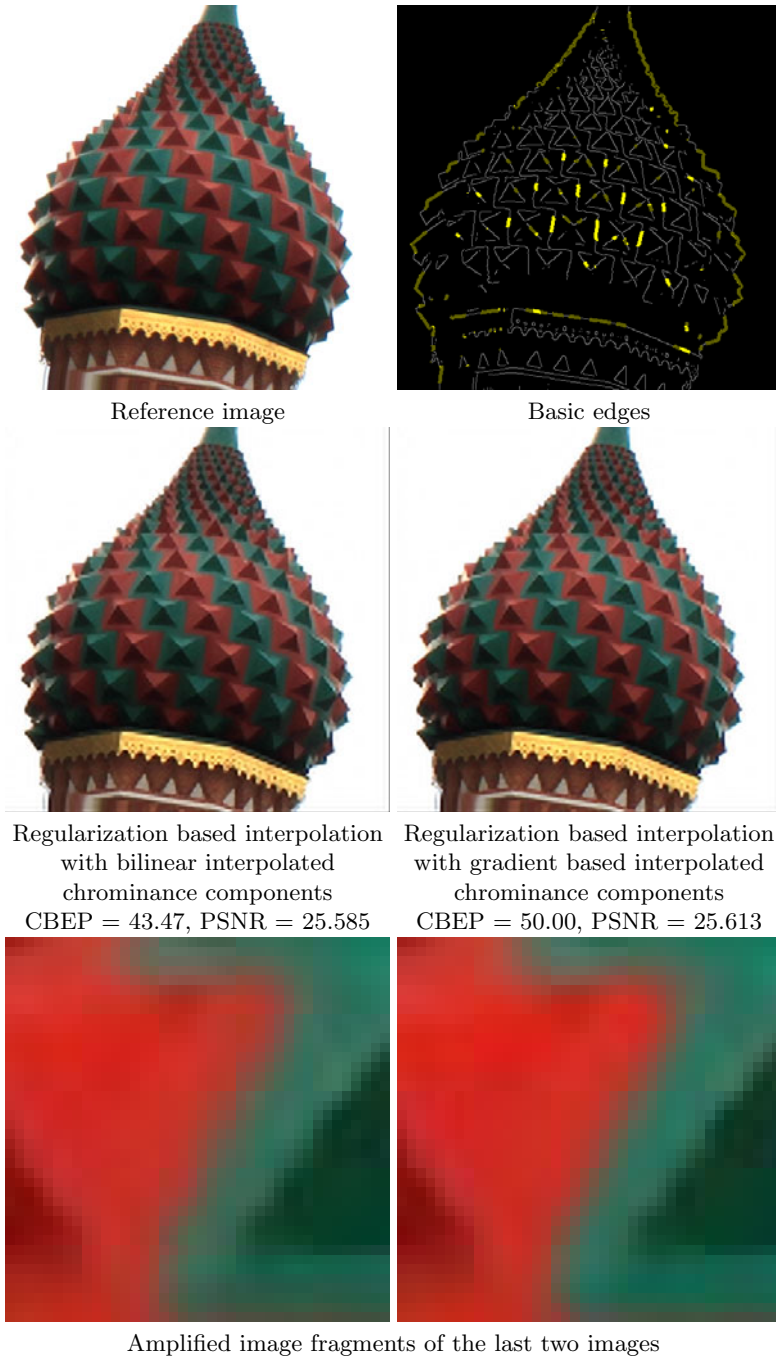 Reference image
Basic edges
Regularization based interpolation
with bilinear interpolated
chrominance components
CBEP = 43.47, PSNR = 25.585
Regularization based interpolation
with gradient based interpolated
chrominance components
CBEP = 50.00, PSNR = 25.613
Amplified image fragments of the last two images